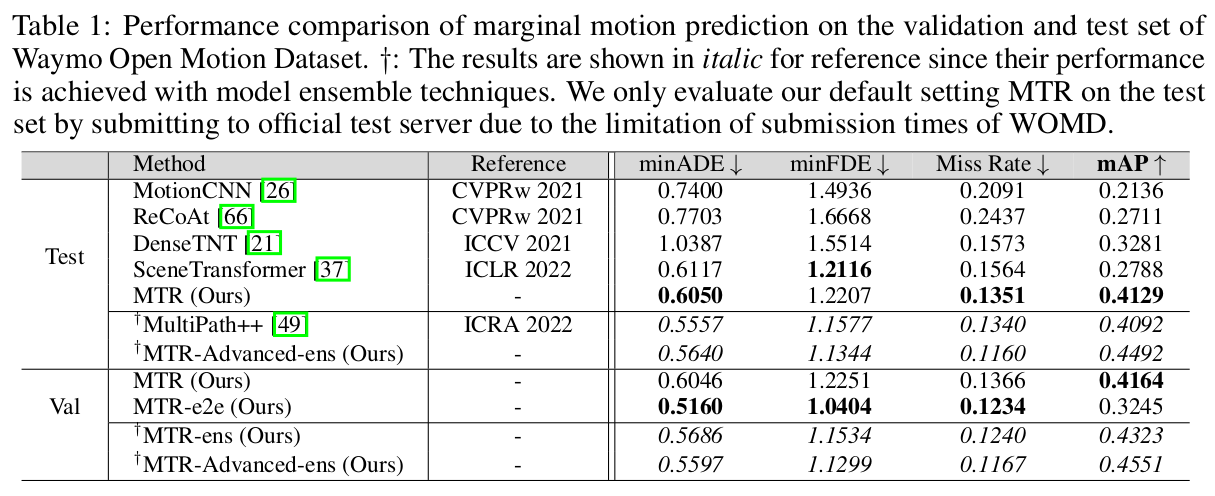 Table 1: Performance comparison of marginal motion prediction on the validation and test set of
Waymo Open Motion Dataset. †: The results are shown in italic for reference since their performance
is achieved with model ensemble techniques. We only evaluate our default setting MTR on the test
set by submitting to official test server due to the limitation of submission times of WOMD.
Method Reference minADE ↓ minFDE ↓ Miss Rate ↓ mAP ↑
Test
MotionCNN [26] CVPRw 2021 0.7400 1.4936 0.2091 0.2136
ReCoAt [66] CVPRw 2021 0.7703 1.6668 0.2437 0.2711
DenseTNT [21] ICCV 2021 1.0387 1.5514 0.1573 0.3281
SceneTransformer [37] ICLR 2022 0.6117 1.2116 0.1564 0.2788
MTR (Ours) - 0.6050 1.2207 0.1351 0.4129
†MultiPath++ [49] ICRA 2022 0.5557 1.1577 0.1340 0.4092
†MTR-Advanced-ens (Ours) - 0.5640 1.1344 0.1160 0.4492
Val
MTR (Ours) - 0.6046 1.2251 0.1366 0.4164
MTR-e2e (Ours) - 0.5160 1.0404 0.1234 0.3245
†MTR-ens (Ours) - 0.5686 1.1534 0.1240 0.4323
†MTR-Advanced-ens (Ours) - 0.5597 1.1299 0.1167 0.4551